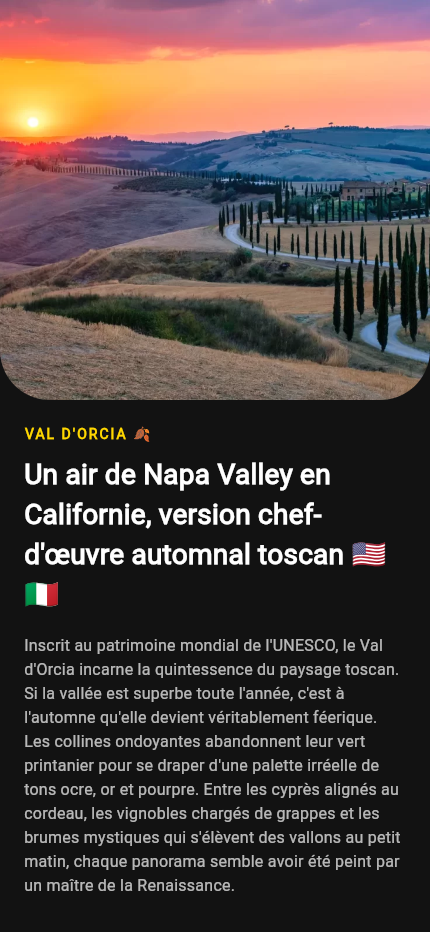 VAL D'ORCIA 🍂
Un air de Napa Valley en
Californie, version chef-
d'œuvre automnal toscan 🇺🇸
🇮🇹
Inscrit au patrimoine mondial de l'UNESCO, le Val
d'Orcia incarne la quintessence du paysage toscan.
Si la vallée est superbe toute l'année, c'est à
l'automne qu'elle devient véritablement féerique.
Les collines ondoyantes abandonnent leur vert
printanier pour se draper d'une palette irréelle de
tons ocre, or et pourpre. Entre les cyprès alignés au
cordeau, les vignobles chargés de grappes et les
brumes mystiques qui s'élèvent des vallons au petit
matin, chaque panorama semble avoir été peint par
un maître de la Renaissance.